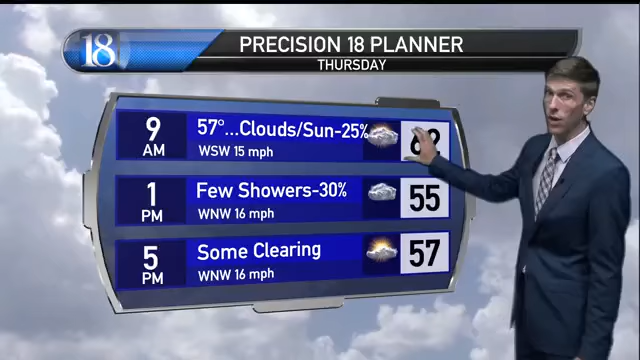 18
PRECISION 18 PLANNER
THURSDAY
9 AM
57°...Clouds/Sun-25%
WSW 15 mph
1 PM
Few Showers-30%
WNW 16 mph
55
5 PM
Some Clearing
WNW 16 mph
57